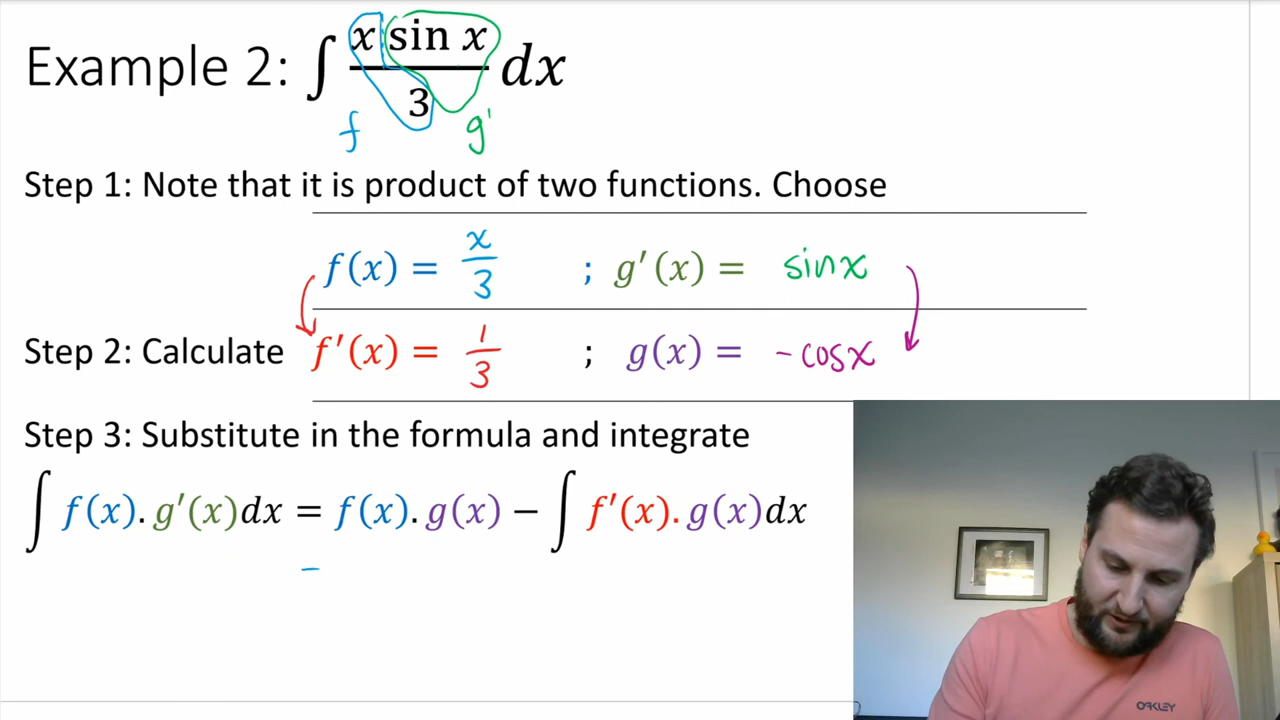 Example 2: ∫ x sin x / 3 dx
f g'
Step 1: Note that it is product of two functions. Choose
f(x) = x/3 ; g'(x) = sinx
Step 2: Calculate f'(x) = 1/3 ; g(x) = -cosx
Step 3: Substitute in the formula and integrate
∫ f(x). g'(x)dx = f(x). g(x) − ∫ f'(x). g(x)dx
=
OAKLEY